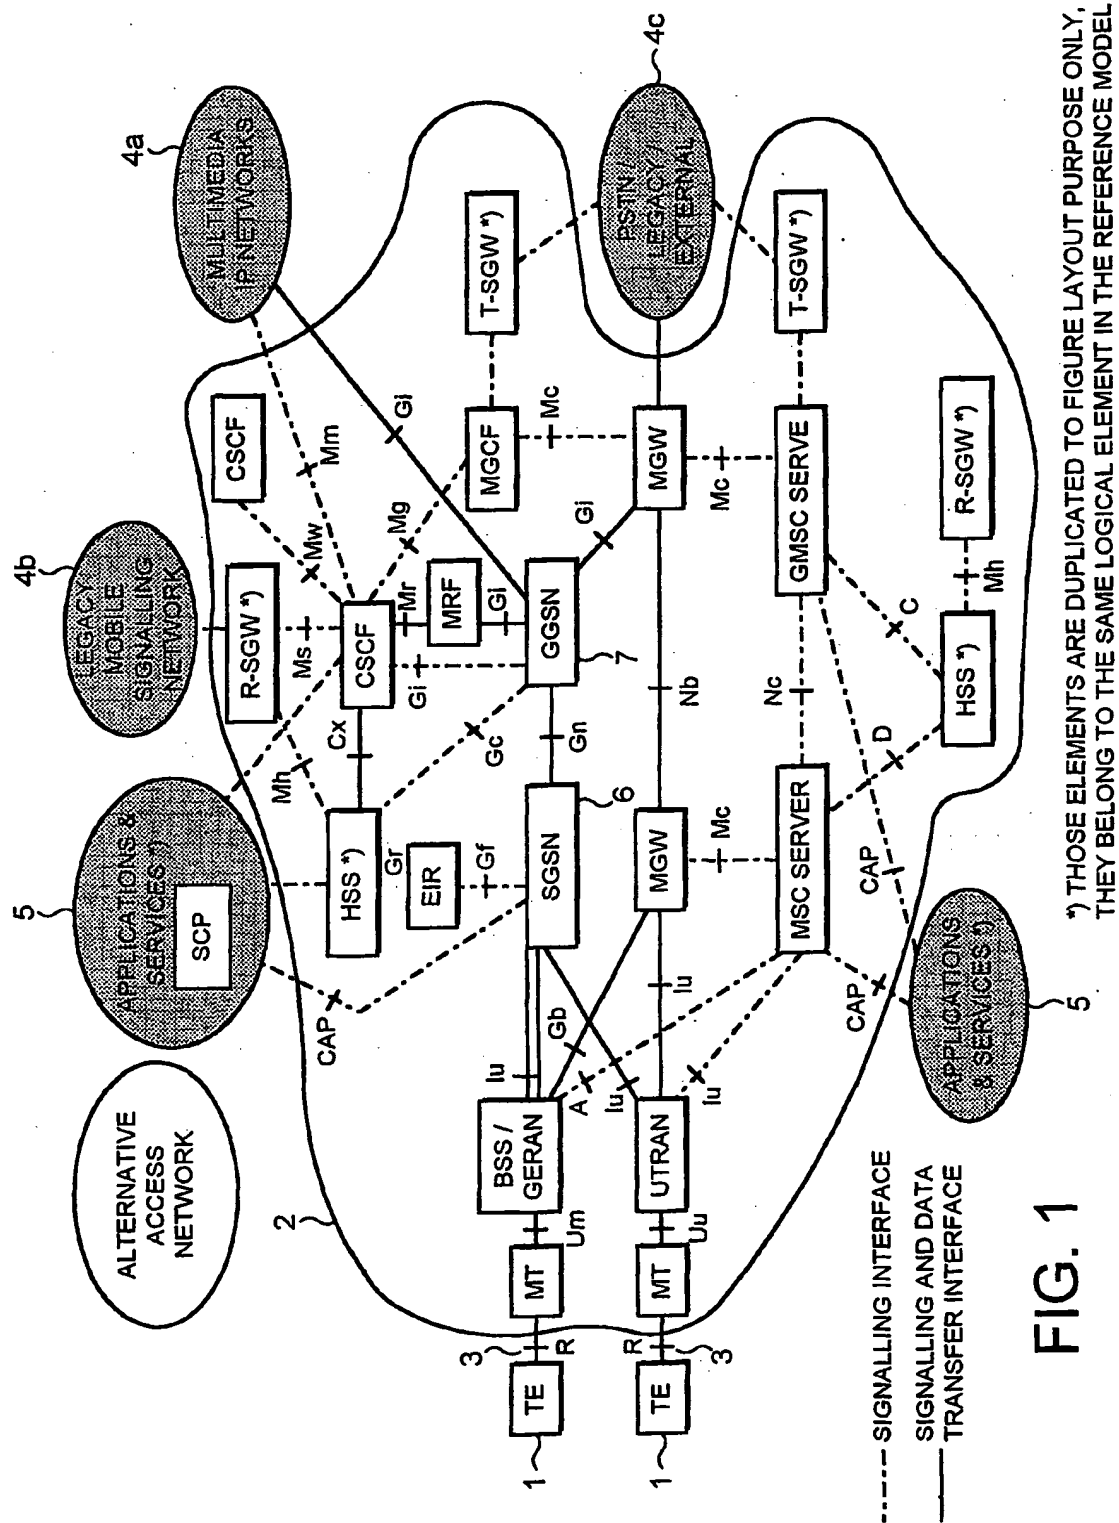 4a
MULTIMEDIA
IP NETWORKS
4b
LEGACY
MOBLE
SIGNALLING
NETWORK
5
APPLICATIONS &
SERVICES *)
SCP
ALTERNATIVE
ACCESS
NETWORK
2
4c
PSTN /
LEGACY /
EXTERNAL
CSCF
Mm
Gi
Mw
R-SGW *)
Ms
Mh
CSCF
Cx
Mr
MRF
Gi
Gi
Mg
MGCF
T-SGW *)
Mc
HSS *)
Gr
EIR
Gf
Gc
CAP
SGSN
6
Gn
GGSN
7
Gi
MGW
Mc
Nb
MGW
Mc
Iu
BSS /
GERAN
Iu
Gb
A
Iu
Iu
UTRAN
Um
Uu
MT
MT
R
R
3
3
TE
TE
1
1
MSC SERVER
Nc
GMSC SERVE
T-SGW *)
C
D
HSS *)
Mh
R-SGW *)
CAP
CAP
APPLICATIONS
& SERVICES *)
5
SIGNALLING INTERFACE
SIGNALLING AND DATA
TRANSFER INTERFACE
*) THOSE ELEMENTS ARE DUPLICATED TO FIGURE LAYOUT PURPOSE ONLY,
THEY BELONG TO THE SAME LOGICAL ELEMENT IN THE REFERENCE MODEL
FIG. 1